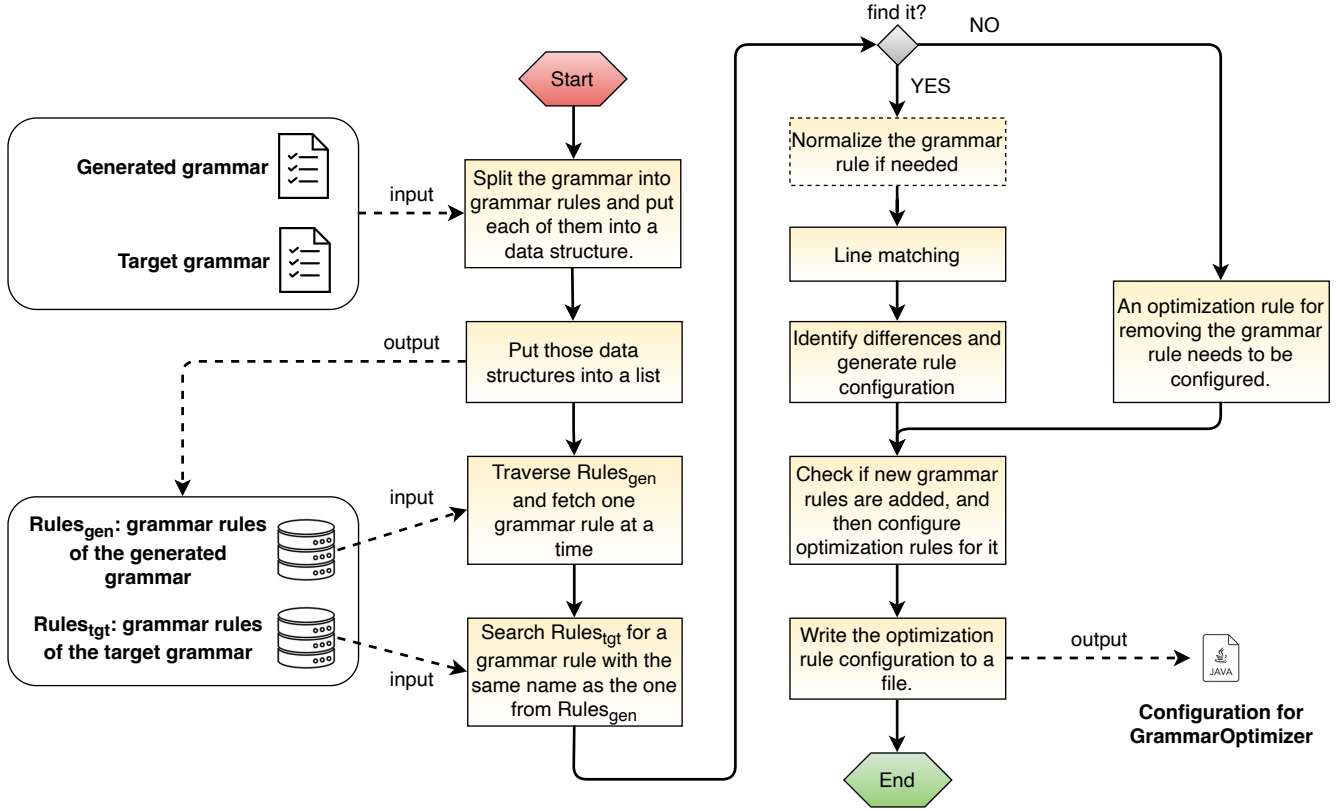 Start
Generated grammar
Target grammar
input
Split the grammar into
grammar rules and put
each of them into a
data structure.
output
Put those data
structures into a list
Rulesgen: grammar rules
of the generated
grammar
Rulestgt: grammar rules
of the target grammar
input
Traverse Rulesgen
and fetch one
grammar rule at a
time
input
Search Rulestgt for a
grammar rule with the
same name as the one
from Rulesgen
find it?
NO
YES
Normalize the grammar
rule if needed
Line matching
Identify differences and
generate rule
configuration
An optimization rule for
removing the grammar
rule needs to be
configured.
Check if new grammar
rules are added, and
then configure
optimization rules for it
Write the optimization
rule configuration to a
file.
output
JAVA
Configuration for
GrammarOptimizer
End